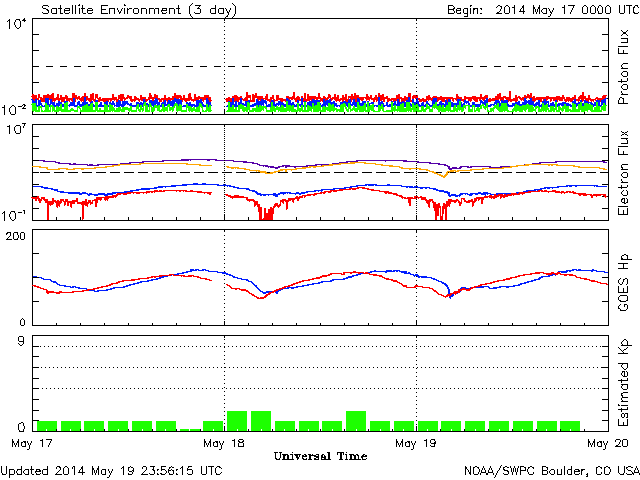 Satellite Environment (3 day) Begin: 2014 May 17 0000 UTC
10⁴
10⁻²
Proton Flux
10⁷
10⁻¹
Electron Flux
200
0
GOES Hp
9
0
Estimated Kp
May 17 May 18 May 19 May 20
Universal Time
Updated 2014 May 19 23:56:15 UTC NOAA/SWPC Boulder, CO USA